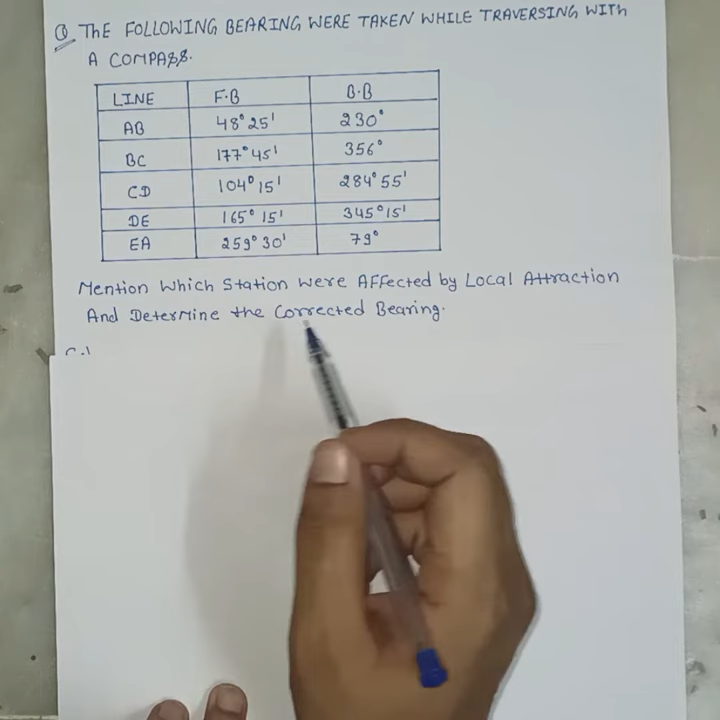 Q THE FOLLOWING BEARING WERE TAKEN WHILE TRAVERSING WITH
A COMPASS.
LINE F.B B.B
AB 48°25' 230°
BC 177°45' 356°
CD 104°15' 284°55'
DE 165°15' 345°15'
EA 259°30' 79°
Mention Which Station Were AFFected by Local Attraction
And Determine the Corrected Bearing.